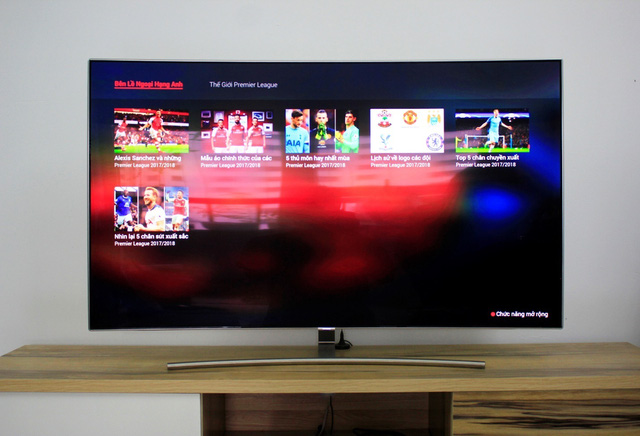 Bên Lề Ngoại Hạng Anh
Thế Giới Premier League
Alexis Sanchez và những
Premier League 2017/2018
Mẫu áo chính thức của các
Premier League 2017/2018
5 thủ môn hay nhất mùa
Premier League 2017/2018
Lịch sử về logo các đội
Premier League 2017/2018
Top 5 chân chuyền xuất
Premier League 2017/2018
AIA
Nhìn lại 5 chân sút xuất sắc
Premier League 2017/2018
Chức năng mở rộng